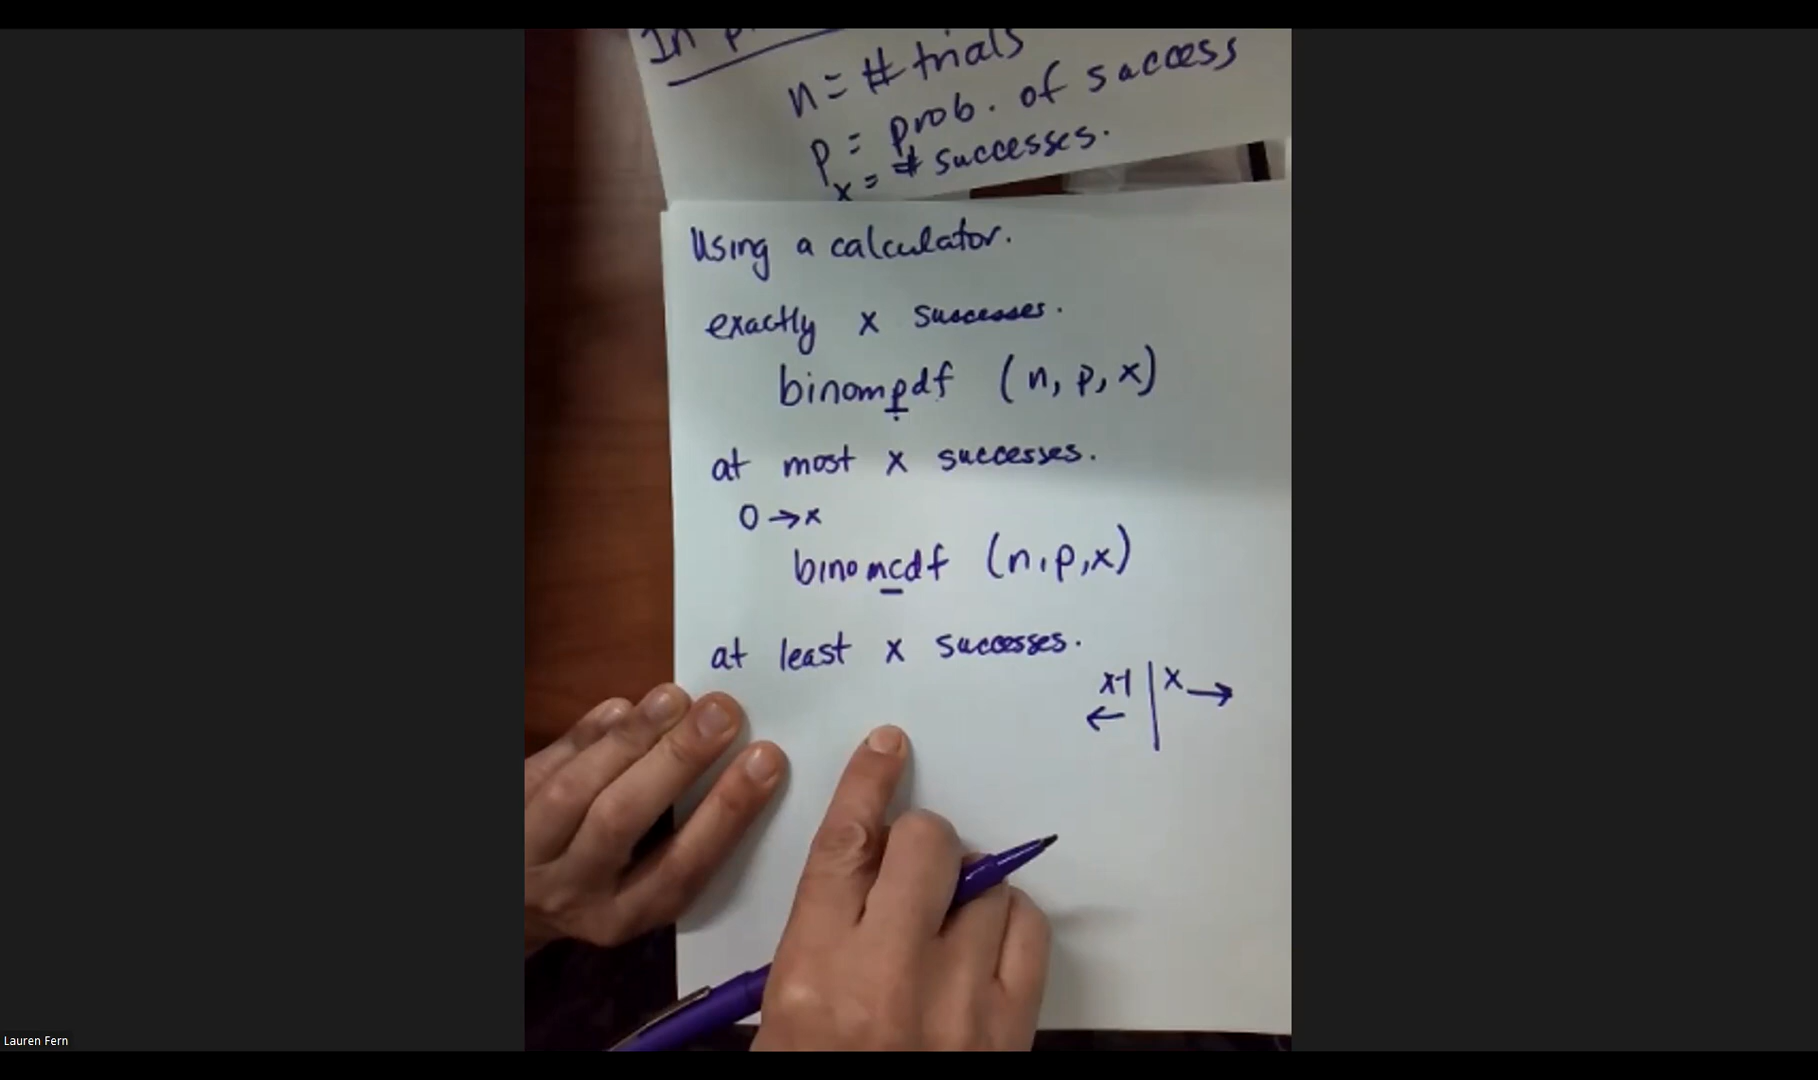 In
n = # trials
p = prob. of success
x = # successes.
Using a calculator.
exactly x successes.
binompdf (n, p, x)
at most x successes.
0 → x
binomcdf (n, p, x)
at least x successes.
x-1 | x →
←
Lauren Fern